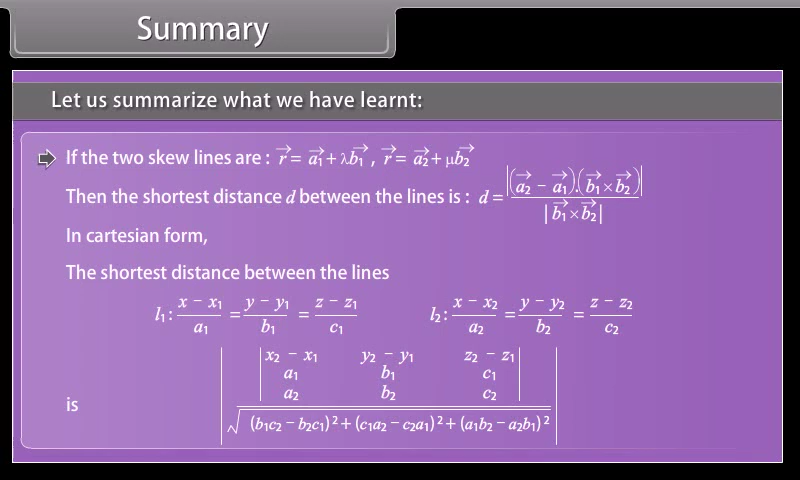 Summary
Let us summarize what we have learnt:
If the two skew lines are : r⃗ = a⃗₁ + λb⃗₁ , r⃗ = a⃗₂ + μb⃗₂
Then the shortest distance d between the lines is : d = |(a⃗₂ − a⃗₁).(b⃗₁×b⃗₂)| / |b⃗₁×b⃗₂|
In cartesian form,
The shortest distance between the lines
l₁ : (x − x₁)/a₁ = (y − y₁)/b₁ = (z − z₁)/c₁ l₂ : (x − x₂)/a₂ = (y − y₂)/b₂ = (z − z₂)/c₂
x₂ − x₁ y₂ − y₁ z₂ − z₁
a₁ b₁ c₁
a₂ b₂ c₂
is
√(b₁c₂ − b₂c₁)² + (c₁a₂ − c₂a₁)² + (a₁b₂ − a₂b₁)²